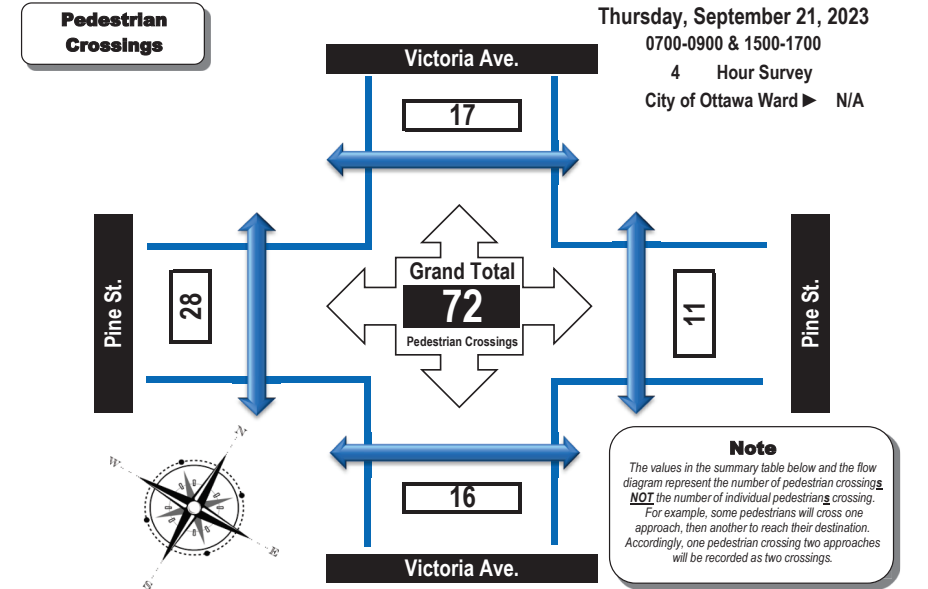 Pedestrian
Crossings
Thursday, September 21, 2023
0700-0900 & 1500-1700
4 Hour Survey
City of Ottawa Ward ► N/A
Victoria Ave.
17
Pine St.
28
Grand Total
72
Pedestrian Crossings
11
Pine St.
16
Victoria Ave.
N
W
E
S
Note
The values in the summary table below and the flow
diagram represent the number of pedestrian crossings
NOT the number of individual pedestrians crossing.
For example, some pedestrians will cross one
approach, then another to reach their destination.
Accordingly, one pedestrian crossing two approaches
will be recorded as two crossings.